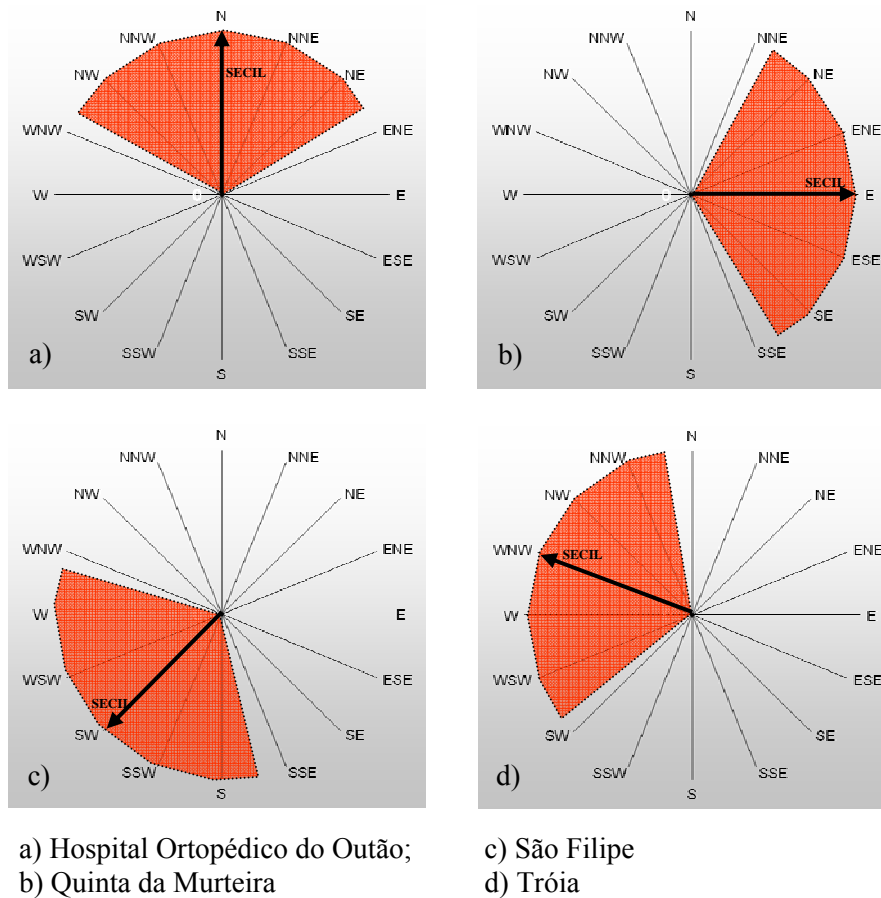 N
NNW NNE
NW NE
SECIL
WNW ENE
W 0 E
WSW ESE
SW SE
SSW SSE
S
a)
N
NNW NNE
NW NE
WNW ENE
SECIL
W 0 E
WSW ESE
SW SE
SSW SSE
S
b)
N
NNW NNE
NW NE
WNW ENE
W E
WSW ESE
SECIL
SW SE
SSW SSE
S
c)
N
NNW NNE
NW NE
WNW ENE
SECIL
W E
WSW ESE
SW SE
SSW SSE
S
d)
a) Hospital Ortopédico do Outão;
b) Quinta da Murteira
c) São Filipe
d) Tróia